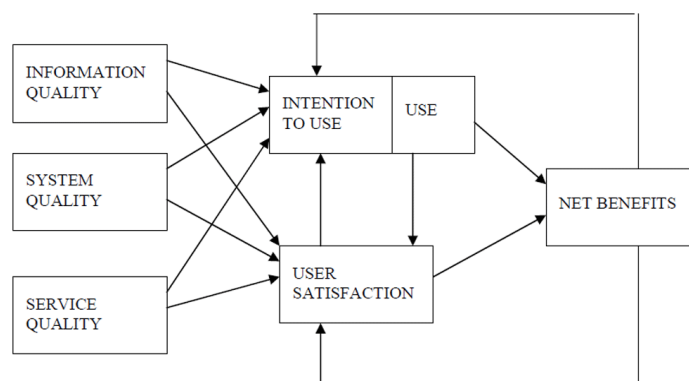 INFORMATION
QUALITY
INTENTION
TO USE
USE
SYSTEM
QUALITY
NET BENEFITS
USER
SATISFACTION
SERVICE
QUALITY